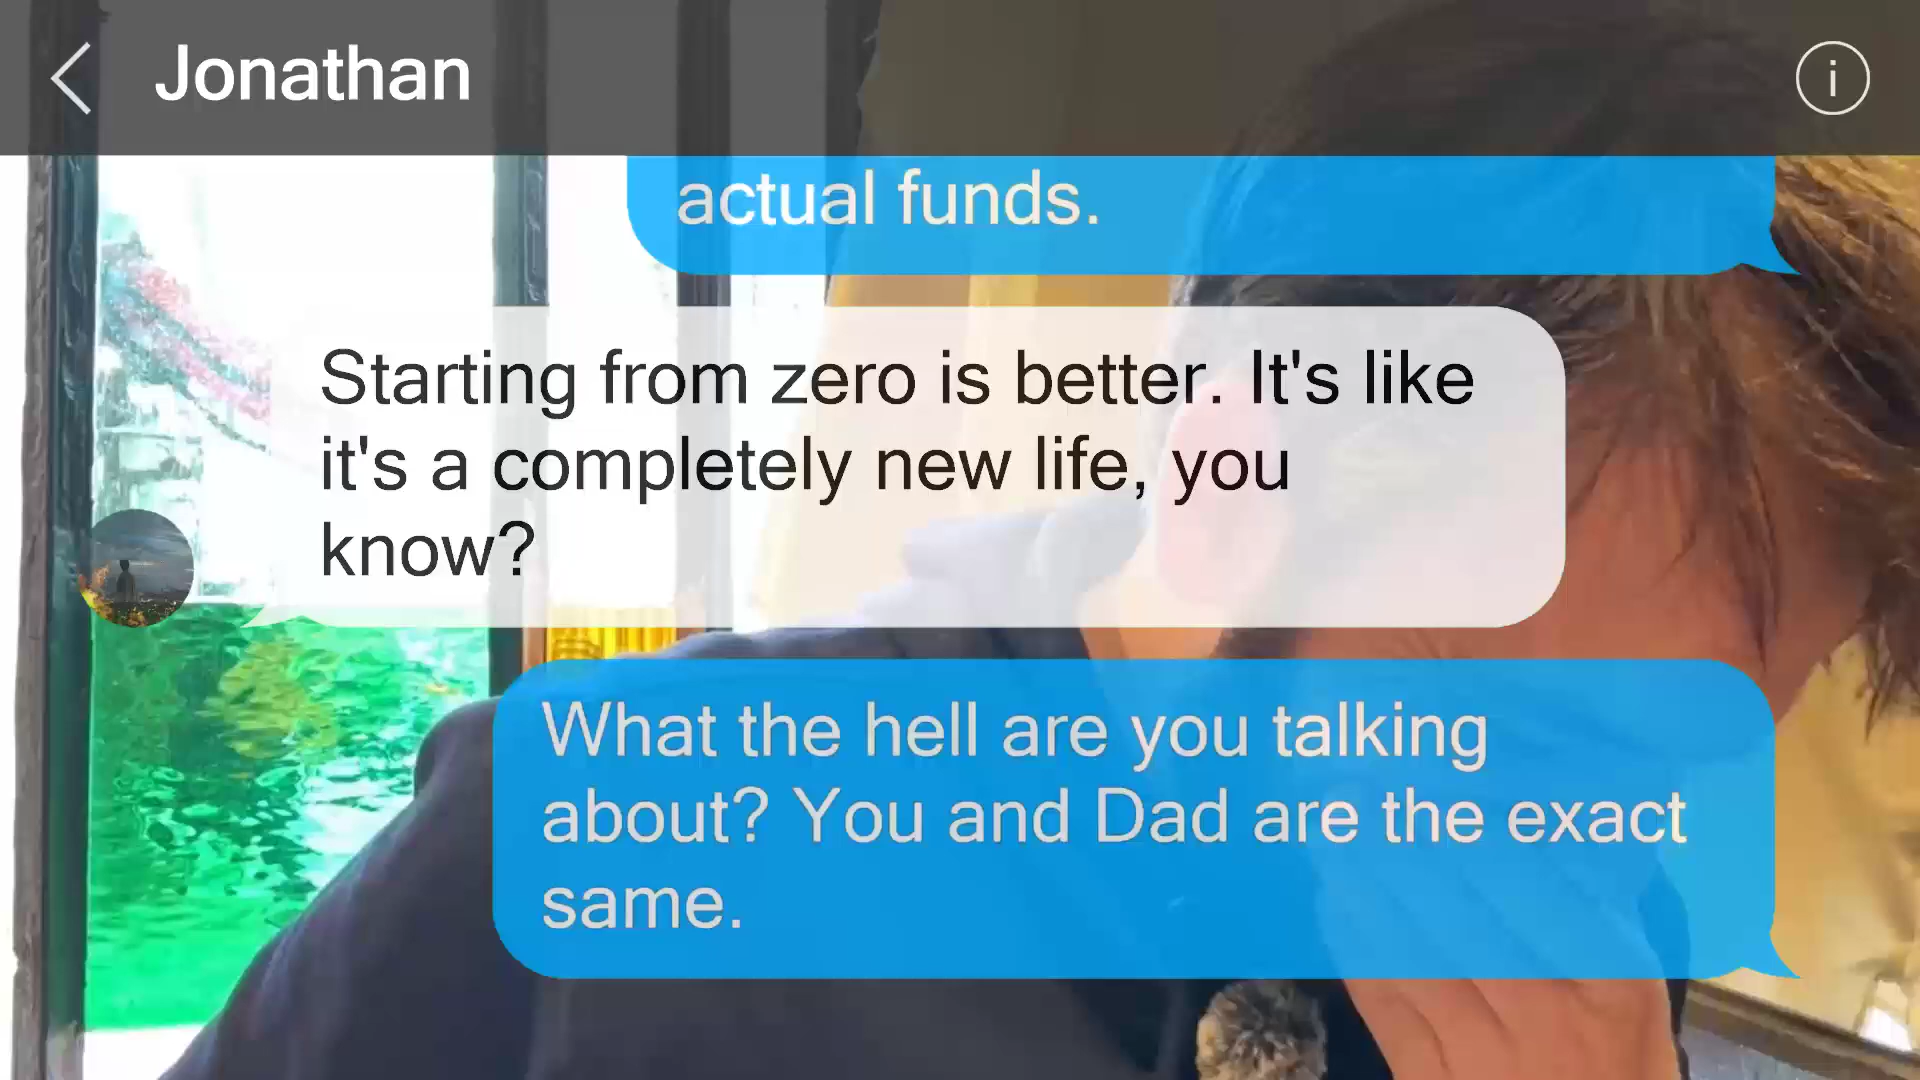 Jonathan
i
actual funds.
Starting from zero is better. It's like
it's a completely new life, you
know?
What the hell are you talking
about? You and Dad are the exact
same.